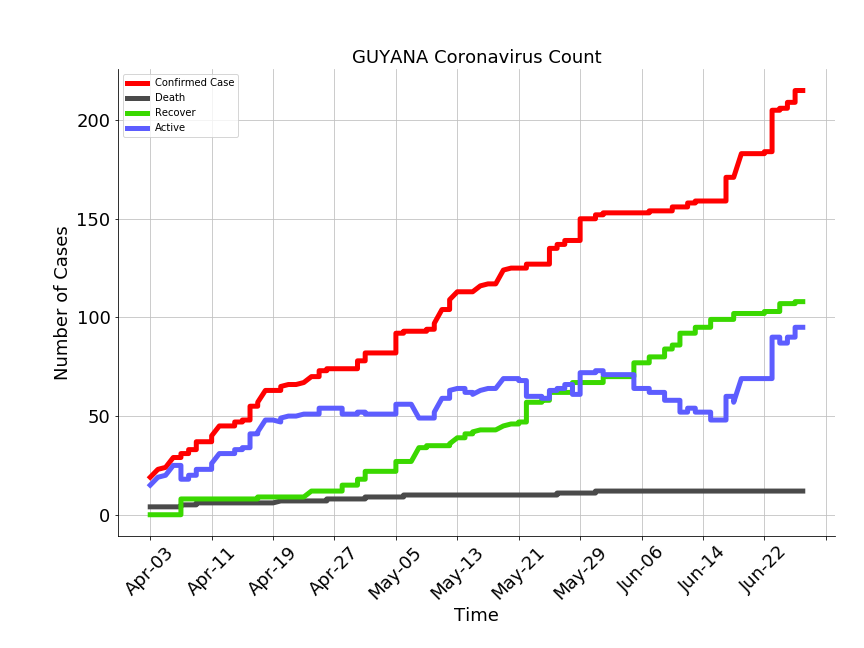 GUYANA Coronavirus Count
Confirmed Case
Death
Recover
Active
200
150
100
50
0
Number of Cases
Apr-03
Apr-11
Apr-19
Apr-27
May-05
May-13
May-21
May-29
Jun-06
Jun-14
Jun-22
Time